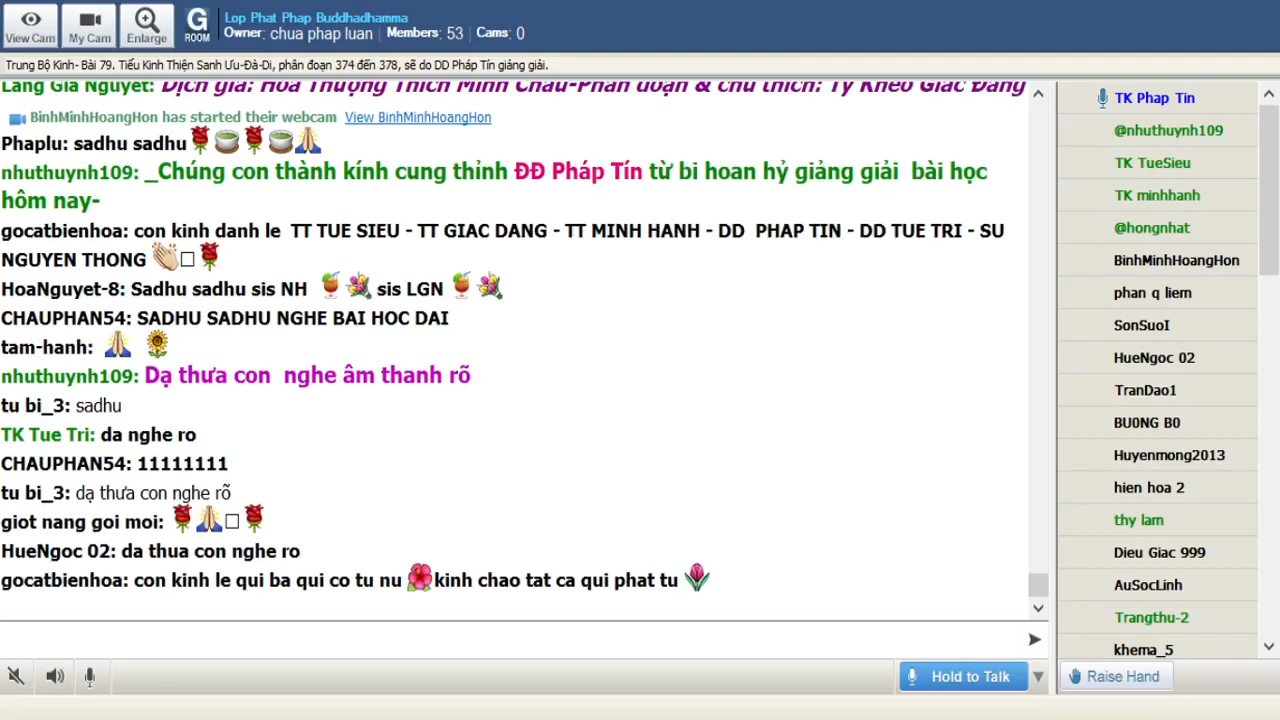 View Cam
My Cam
Enlarge
G
ROOM
Lop Phat Phap Buddhadhamma
Owner: chua phap luan | Members: 53 | Cams: 0
Trung Bộ Kinh- Bài 79. Tiểu Kinh Thiện Sanh Ưu-Đà-Di, phân đoạn 374 đến 378, sẽ do DD Pháp Tín giảng giải.
Lang Gia Nguyet: Dịch giả: Hòa Thượng Thích Minh Châu-Phân đoạn & chú thích: Tỳ Kheo Giác Đẳng
BinhMinhHoangHon has started their webcam View BinhMinhHoangHon
Phaplu: sadhu sadhu
nhuthuynh109: _Chúng con thành kính cung thỉnh ĐĐ Pháp Tín từ bi hoan hỷ giảng giải bài học
hôm nay-
gocatbienhoa: con kinh danh le TT TUE SIEU - TT GIAC DANG - TT MINH HANH - DD PHAP TIN - DD TUE TRI - SU
NGUYEN THONG
HoaNguyet-8: Sadhu sadhu sis NH sis LGN
CHAUPHAN54: SADHU SADHU NGHE BAI HOC DAI
tam-hanh:
nhuthuynh109: Dạ thưa con nghe âm thanh rõ
tu bi_3: sadhu
TK Tue Tri: da nghe ro
CHAUPHAN54: 11111111
tu bi_3: dạ thưa con nghe rõ
giot nang goi moi:
HueNgoc 02: da thua con nghe ro
gocatbienhoa: con kinh le qui ba qui co tu nu kinh chao tat ca qui phat tu
Hold to Talk
TK Phap Tin
@nhuthuynh109
TK TueSieu
TK minhhanh
@hongnhat
BinhMinhHoangHon
phan q liem
SonSuoI
HueNgoc 02
TranDao1
BU0NG B0
Huyenmong2013
hien hoa 2
thy lam
Dieu Giac 999
AuSocLinh
Trangthu-2
khema_5
Raise Hand